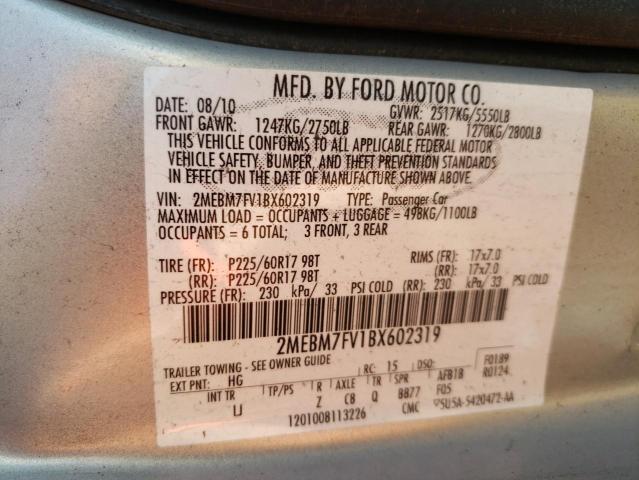 MFD. BY FORD MOTOR CO.
DATE: 08/10 GVWR: 2517KG/5550LB
FRONT GAWR: 1247KG/2750LB REAR GAWR: 1270KG/2800LB
THIS VEHICLE CONFORMS TO ALL APPLICABLE FEDERAL MOTOR
VEHICLE SAFETY, BUMPER, AND THEFT PREVENTION STANDARDS
IN EFFECT ON THE DATE OF MANUFACTURE SHOWN ABOVE.
VIN: 2MEBM7FV1BX602319 TYPE: Passenger Car
MAXIMUM LOAD = OCCUPANTS + LUGGAGE = 498KG/1100LB
OCCUPANTS = 6 TOTAL; 3 FRONT, 3 REAR
TIRE (FR): P225/60R17 98T RIMS (FR): 17x7.0
(RR): P225/60R17 98T (RR): 17x7.0
PRESSURE (FR): 230 kPa/ 33 PSI COLD (RR): 230 kPa/ 33 PSI COLD
2MEBM7FV1BX602319
TRAILER TOWING - SEE OWNER GUIDE RC: 15 DSO: F0189
EXT PNT: HG AFB18 R0124
INT TR TP/PS R AXLE TR SPR F05
IJ Z CB Q BB77
1201008113226 CMC 5U5A-5420472-AA